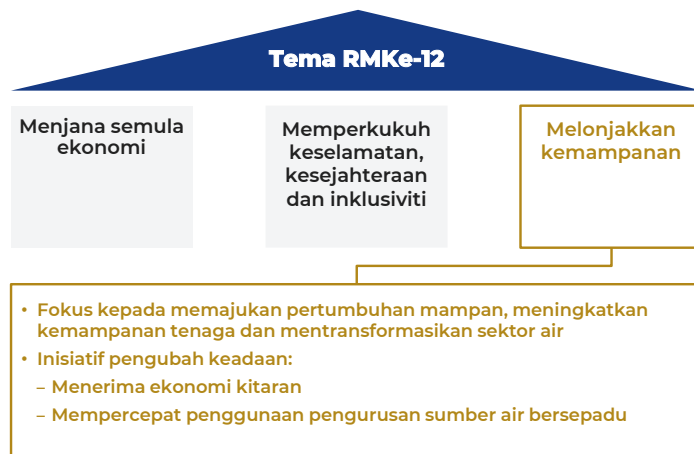 Tema RMKe-12
Menjana semula
ekonomi
Memperkukuh
keselamatan,
kesejahteraan
dan inklusiviti
Melonjakkan
kemampanan
• Fokus kepada memajukan pertumbuhan mampan, meningkatkan
kemampanan tenaga dan mentransformasikan sektor air
• Inisiatif pengubah keadaan:
– Menerima ekonomi kitaran
– Mempercepat penggunaan pengurusan sumber air bersepadu